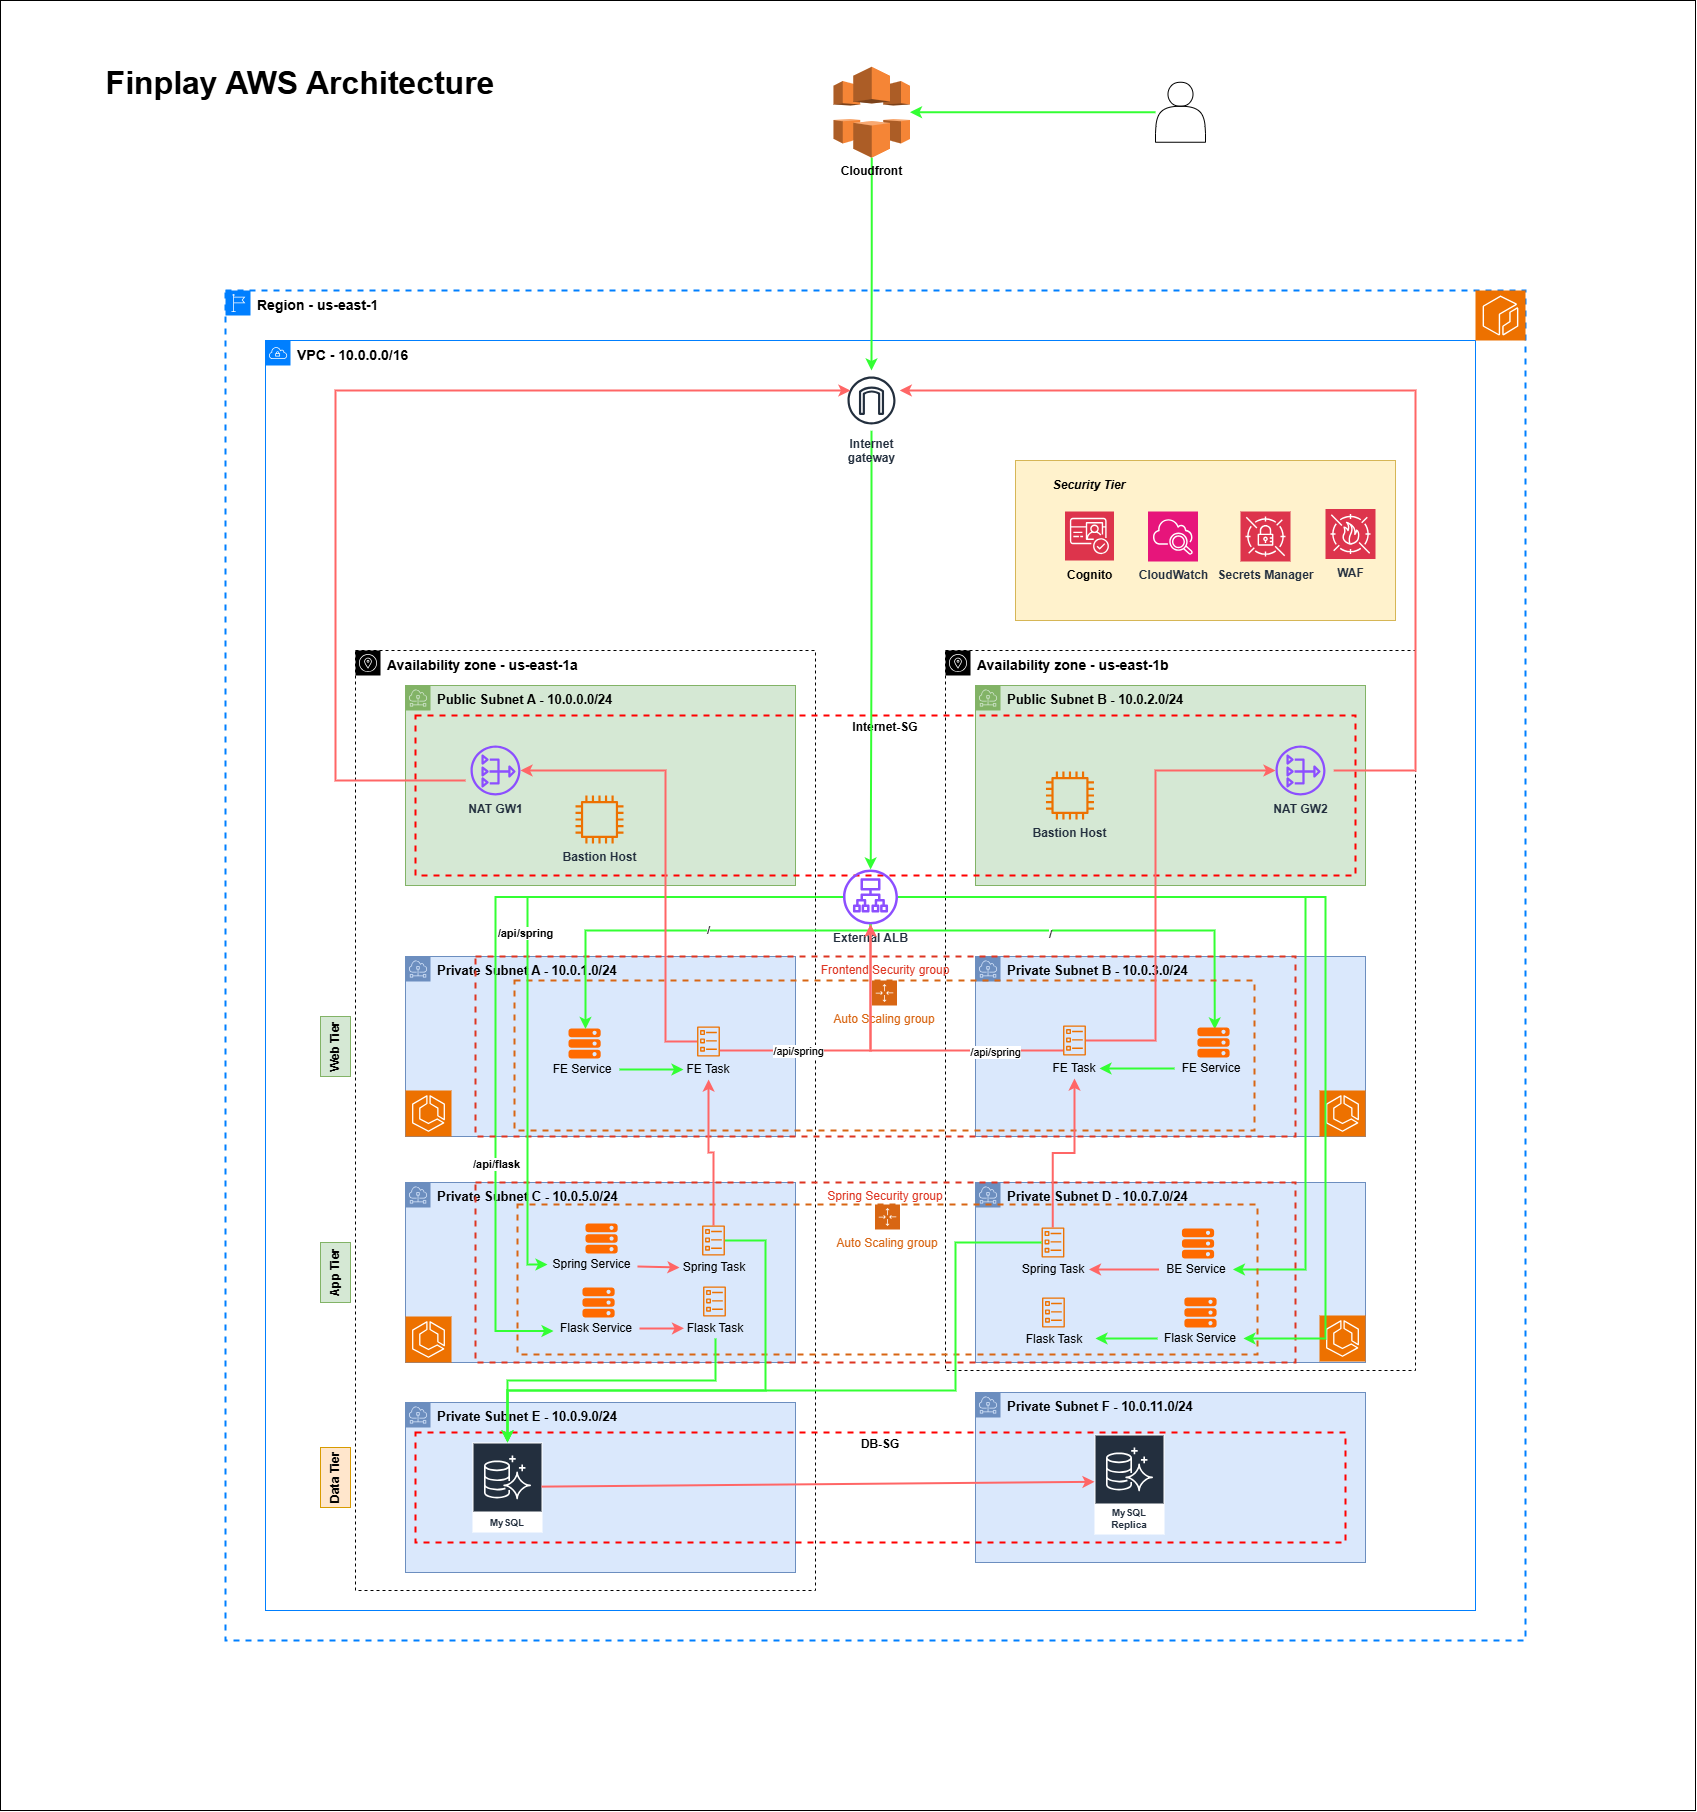 Finplay AWS Architecture
Cloudfront
Region - us-east-1
VPC - 10.0.0.0/16
Internet
gateway
Security Tier
Cognito
CloudWatch
Secrets Manager
WAF
Availability zone - us-east-1a
Availability zone - us-east-1b
Public Subnet A - 10.0.0.0/24
Public Subnet B - 10.0.2.0/24
Internet-SG
NAT GW1
Bastion Host
Bastion Host
NAT GW2
/api/spring
/
External ALB
/
Private Subnet A - 10.0.1.0/24
Frontend Security group
Private Subnet B - 10.0.3.0/24
Auto Scaling group
Web Tier
/api/spring
/api/spring
FE Service
FE Task
FE Task
FE Service
/api/flask
Private Subnet C - 10.0.5.0/24
Spring Security group
Private Subnet D - 10.0.7.0/24
Auto Scaling group
App Tier
Spring Service
Spring Task
Spring Task
BE Service
Flask Service
Flask Task
Flask Task
Flask Service
Private Subnet E - 10.0.9.0/24
Private Subnet F - 10.0.11.0/24
DB-SG
Data Tier
MySQL
MySQL
Replica